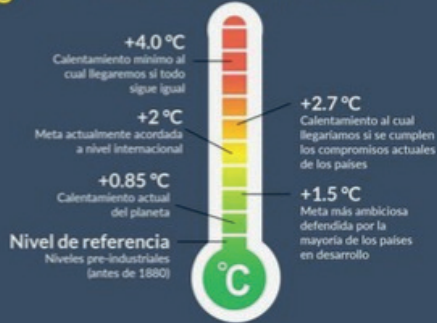 +4.0 °C
Calentamiento mínimo al
cual llegaremos si todo
sigue igual
+2 °C
Meta actualmente acordada
a nivel internacional
+0.85 °C
Calentamiento actual
del planeta
Nivel de referencia
Niveles pre-industriales
(antes de 1880)
+2.7 °C
Calentamiento al cual
llegaríamos si se cumplen
los compromisos actuales
de los países
+1.5 °C
Meta más ambiciosa
defendida por la
mayoría de los países
en desarrollo
°C